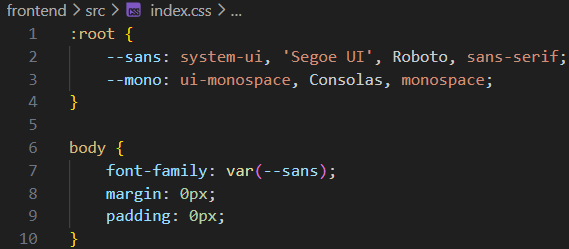 frontend > src > index.css > ...
1 :root {
2     --sans: system-ui, 'Segoe UI', Roboto, sans-serif;
3     --mono: ui-monospace, Consolas, monospace;
4 }
5
6 body {
7     font-family: var(--sans);
8     margin: 0px;
9     padding: 0px;
10 }